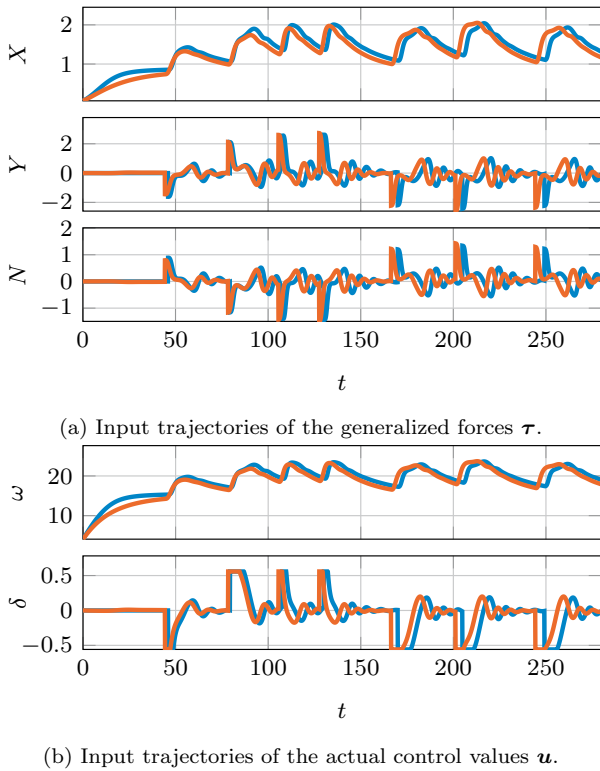 2
1
X
2
0
−2
Y
2
1
0
−1
N
0 50 100 150 200 250
t
(a) Input trajectories of the generalized forces τ.
20
10
ω
0.5
0
−0.5
δ
0 50 100 150 200 250
t
(b) Input trajectories of the actual control values u.